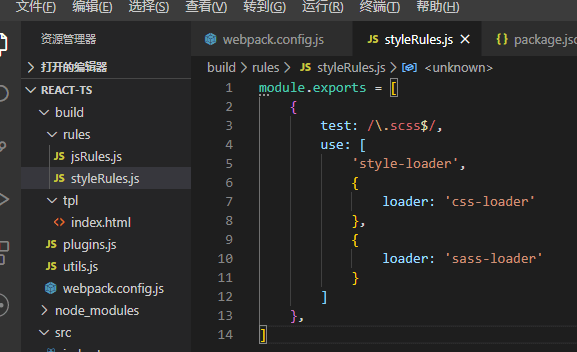 文件(F) 编辑(E) 选择(S) 查看(V) 转到(G) 运行(R) 终端(T) 帮助(H)
资源管理器
webpack.config.js
JS styleRules.js
{} package.jsc
打开的编辑器
build > rules > JS styleRules.js > <unknown>
REACT-TS
build
rules
JS jsRules.js
JS styleRules.js
tpl
<> index.html
JS plugins.js
JS utils.js
webpack.config.js
node_modules
src
1 module.exports = [
2 {
3 test: /\.scss$/,
4 use: [
5 'style-loader',
6 {
7 loader: 'css-loader'
8 },
9 {
10 loader: 'sass-loader'
11 }
12 ]
13 },
14 ]